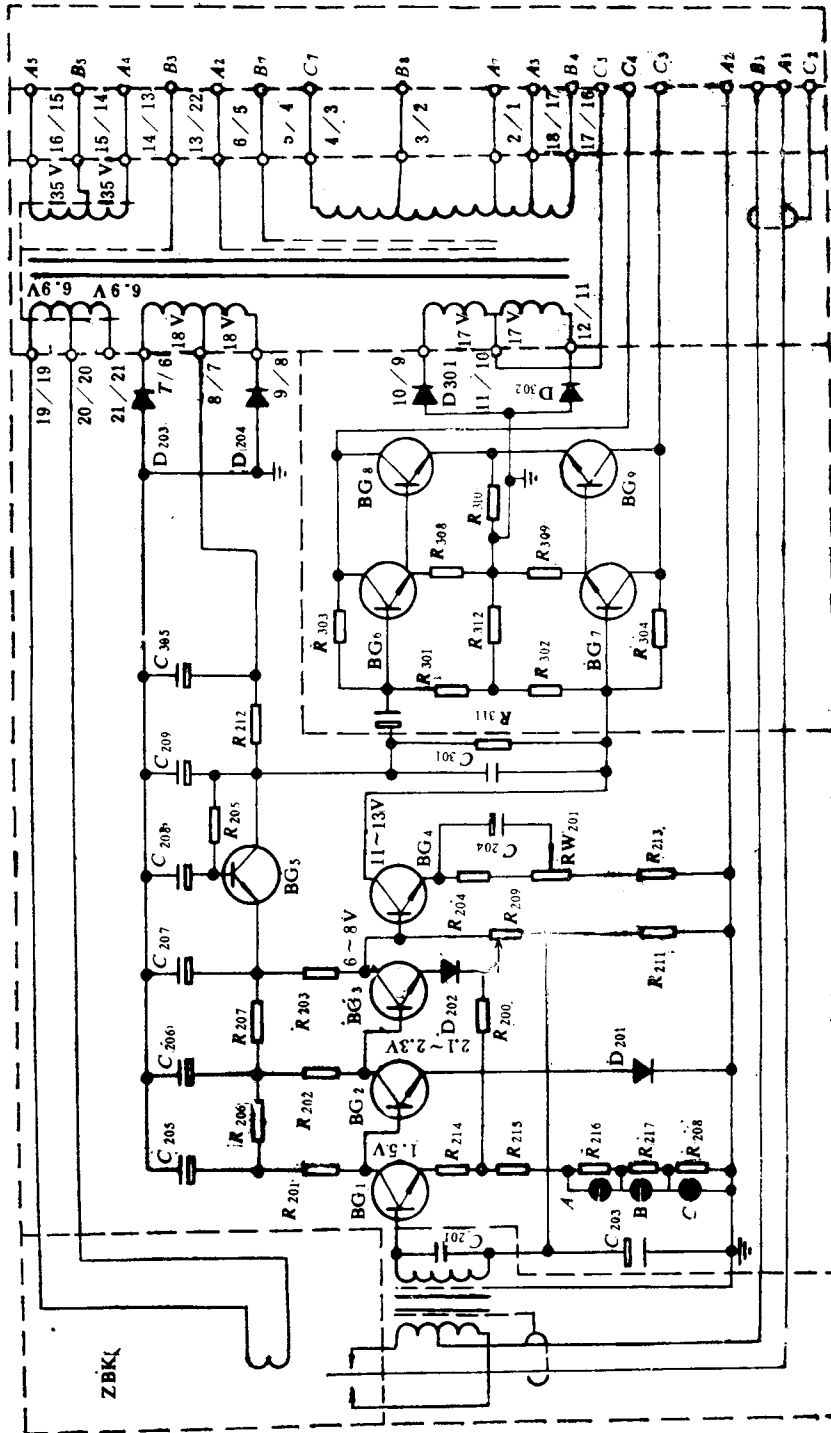 A5
B5
A4
B3
A2
B7
C7
B8
A7
A3
B4
C5
C4
C3
A2
B1
A1
C2
16/15
15/14
14/13
13/22
6/5
5/4
4/3
3/2
2/1
18/17
17/16
35V
35V
6.9V
6.9V
18V
18V
17V
17V
19/19
20/20
21/21
T/6
8/7
9/8
10/9
11/10
12/11
D203
D204
D301
D302
BG8
BG9
R310
R308
R309
R303
BG6
R312
BG7
R304
R301
R302
R311
C301
C305
R212
C209
R205
C208
BG5
C207
R207
R203
C206
R206
R202
C205
R201
11~13V
BG4
C204
RW201
R213
R204
R209
6~8V
BG3
D202
R200
R211
2.1~2.3V
BG2
D201
1.5V
BG1
R214
R215
R216
R217
R208
A
B
C
C201
C203
ZBK